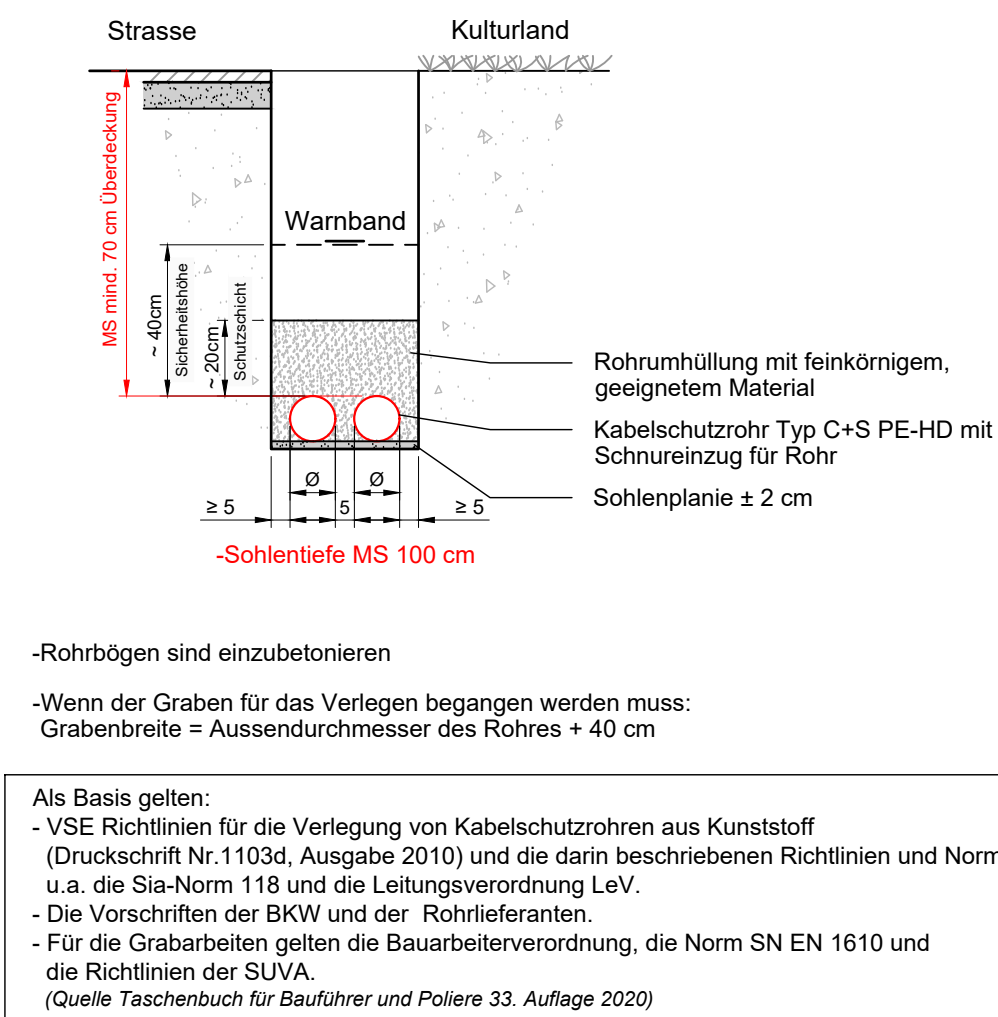 Strasse
Kulturland
MS mind. 70 cm Überdeckung
Warnband
~ 40cm
Sicherheitshöhe
~ 20cm
Schutzschicht
Rohrumhüllung mit feinkörnigem,
geeignetem Material
Kabelschutzrohr Typ C+S PE-HD mit
Schnureinzug für Rohr
Sohlenplanie ± 2 cm
Ø
Ø
≥ 5
5
≥ 5
-Sohlentiefe MS 100 cm
-Rohrbögen sind einzubetonieren
-Wenn der Graben für das Verlegen begangen werden muss:
Grabenbreite = Aussendurchmesser des Rohres + 40 cm
Als Basis gelten:
- VSE Richtlinien für die Verlegung von Kabelschutzrohren aus Kunststoff
(Druckschrift Nr.1103d, Ausgabe 2010) und die darin beschriebenen Richtlinien und Norm
u.a. die Sia-Norm 118 und die Leitungsverordnung LeV.
- Die Vorschriften der BKW und der Rohrlieferanten.
- Für die Grabarbeiten gelten die Bauarbeiterverordnung, die Norm SN EN 1610 und
die Richtlinien der SUVA.
(Quelle Taschenbuch für Bauführer und Poliere 33. Auflage 2020)